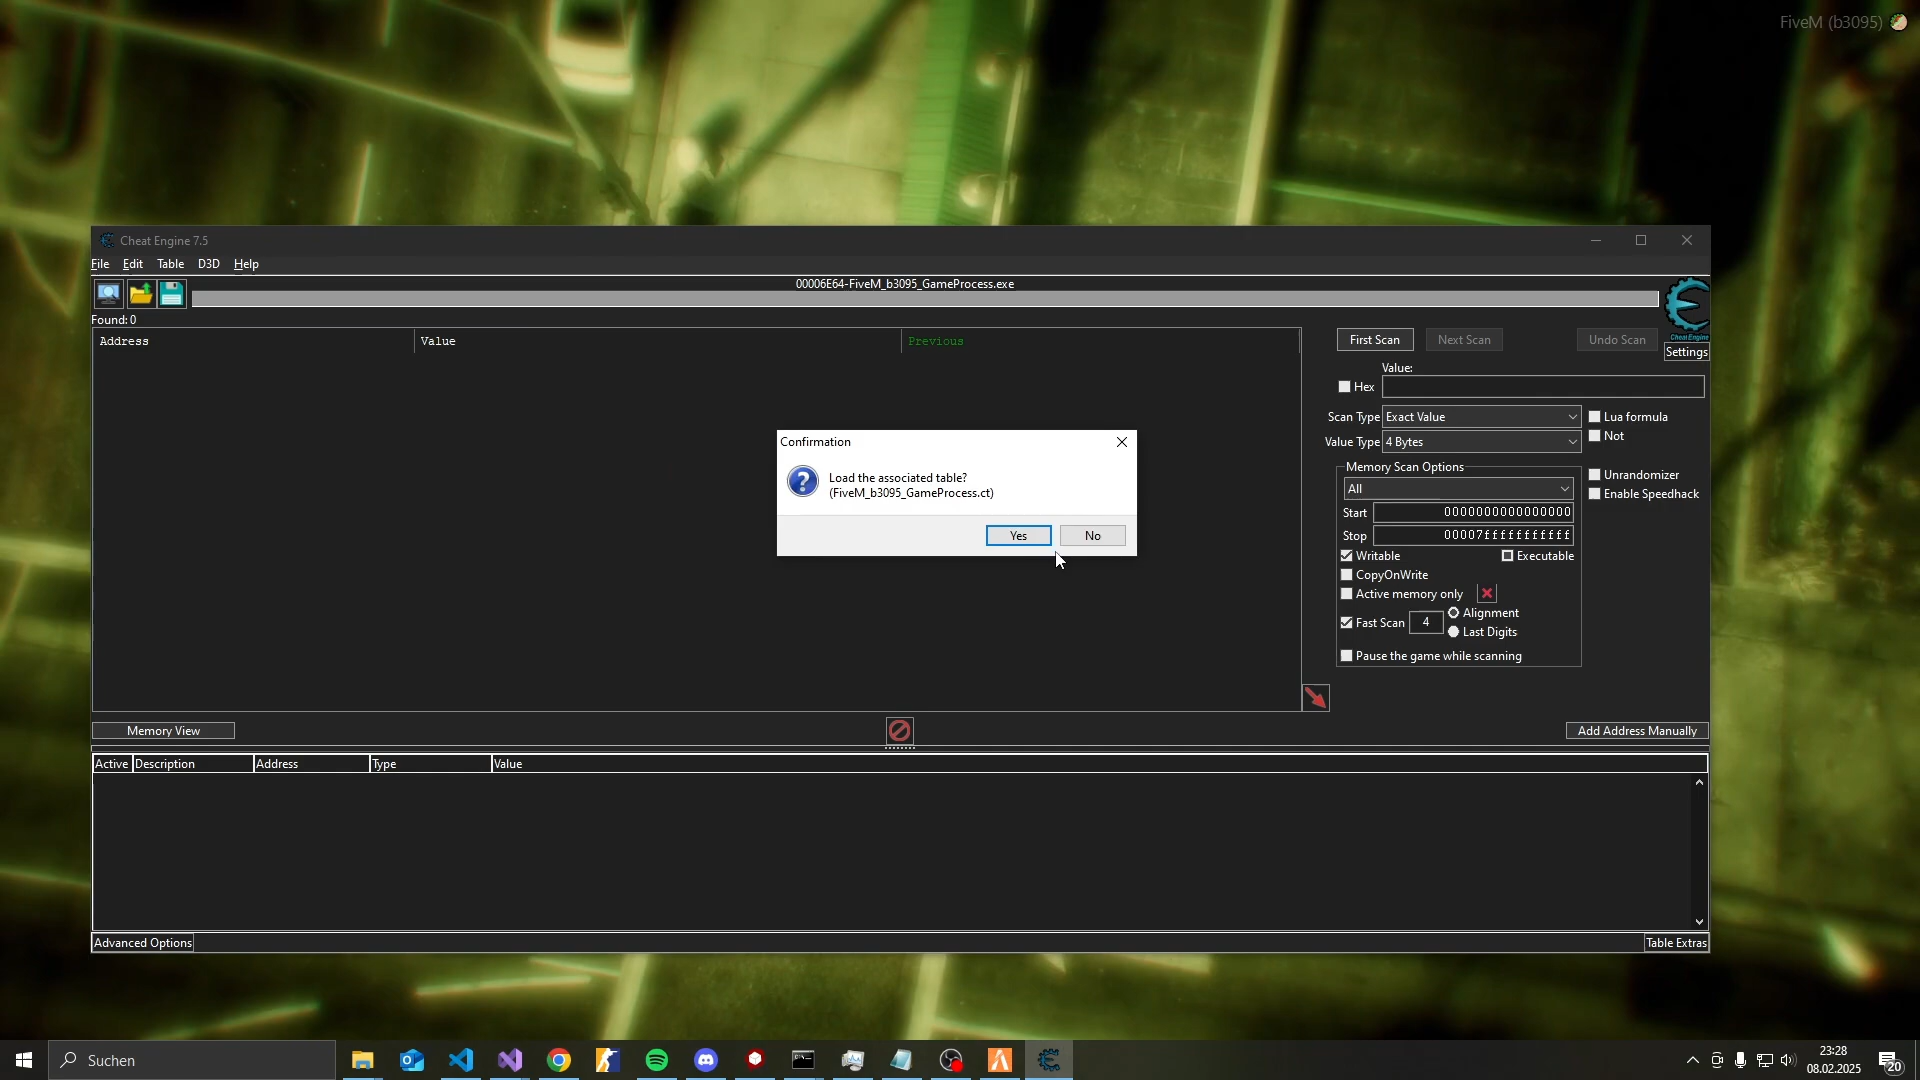 FiveM (b3095)
Cheat Engine 7.5
File Edit Table D3D Help
00006E64-FiveM_b3095_GameProcess.exe
Found: 0
Address Value Previous
First Scan Next Scan Undo Scan
Cheat Engine
Settings
Value:
Hex
Scan Type Exact Value Lua formula
Not
Value Type 4 Bytes
Memory Scan Options
All
Unrandomizer
Enable Speedhack
Start 0000000000000000
Stop 00007fffffffffff
Writable Executable
CopyOnWrite
Active memory only
Fast Scan 4 Alignment
Last Digits
Pause the game while scanning
Confirmation
Load the associated table?
(FiveM_b3095_GameProcess.ct)
Yes No
Memory View Add Address Manually
Active Description Address Type Value
Advanced Options Table Extras
Suchen
23:28
08.02.2025
20